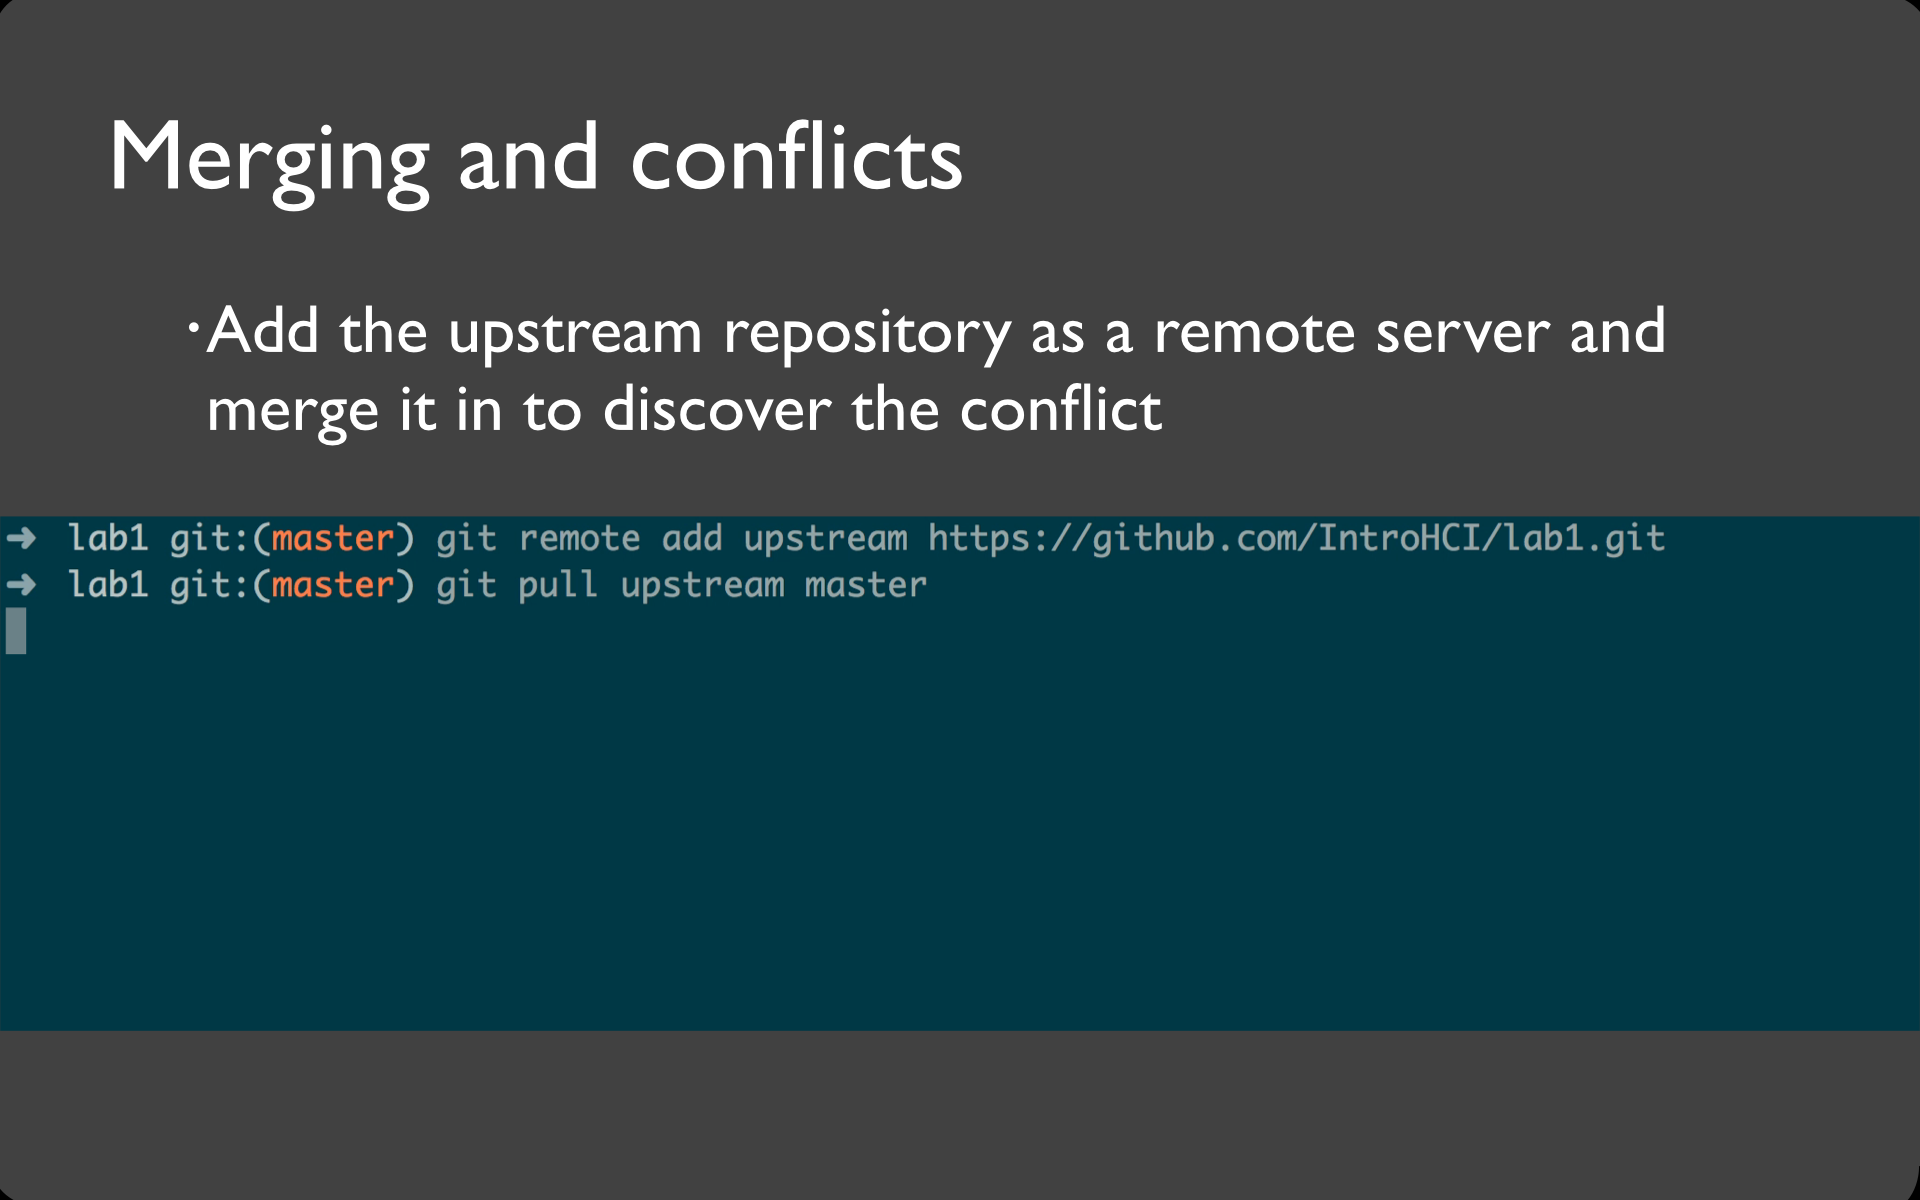 Merging and conflicts
•Add the upstream repository as a remote server and
merge it in to discover the conflict
➜ lab1 git:(master) git remote add upstream https://github.com/IntroHCI/lab1.git
➜ lab1 git:(master) git pull upstream master